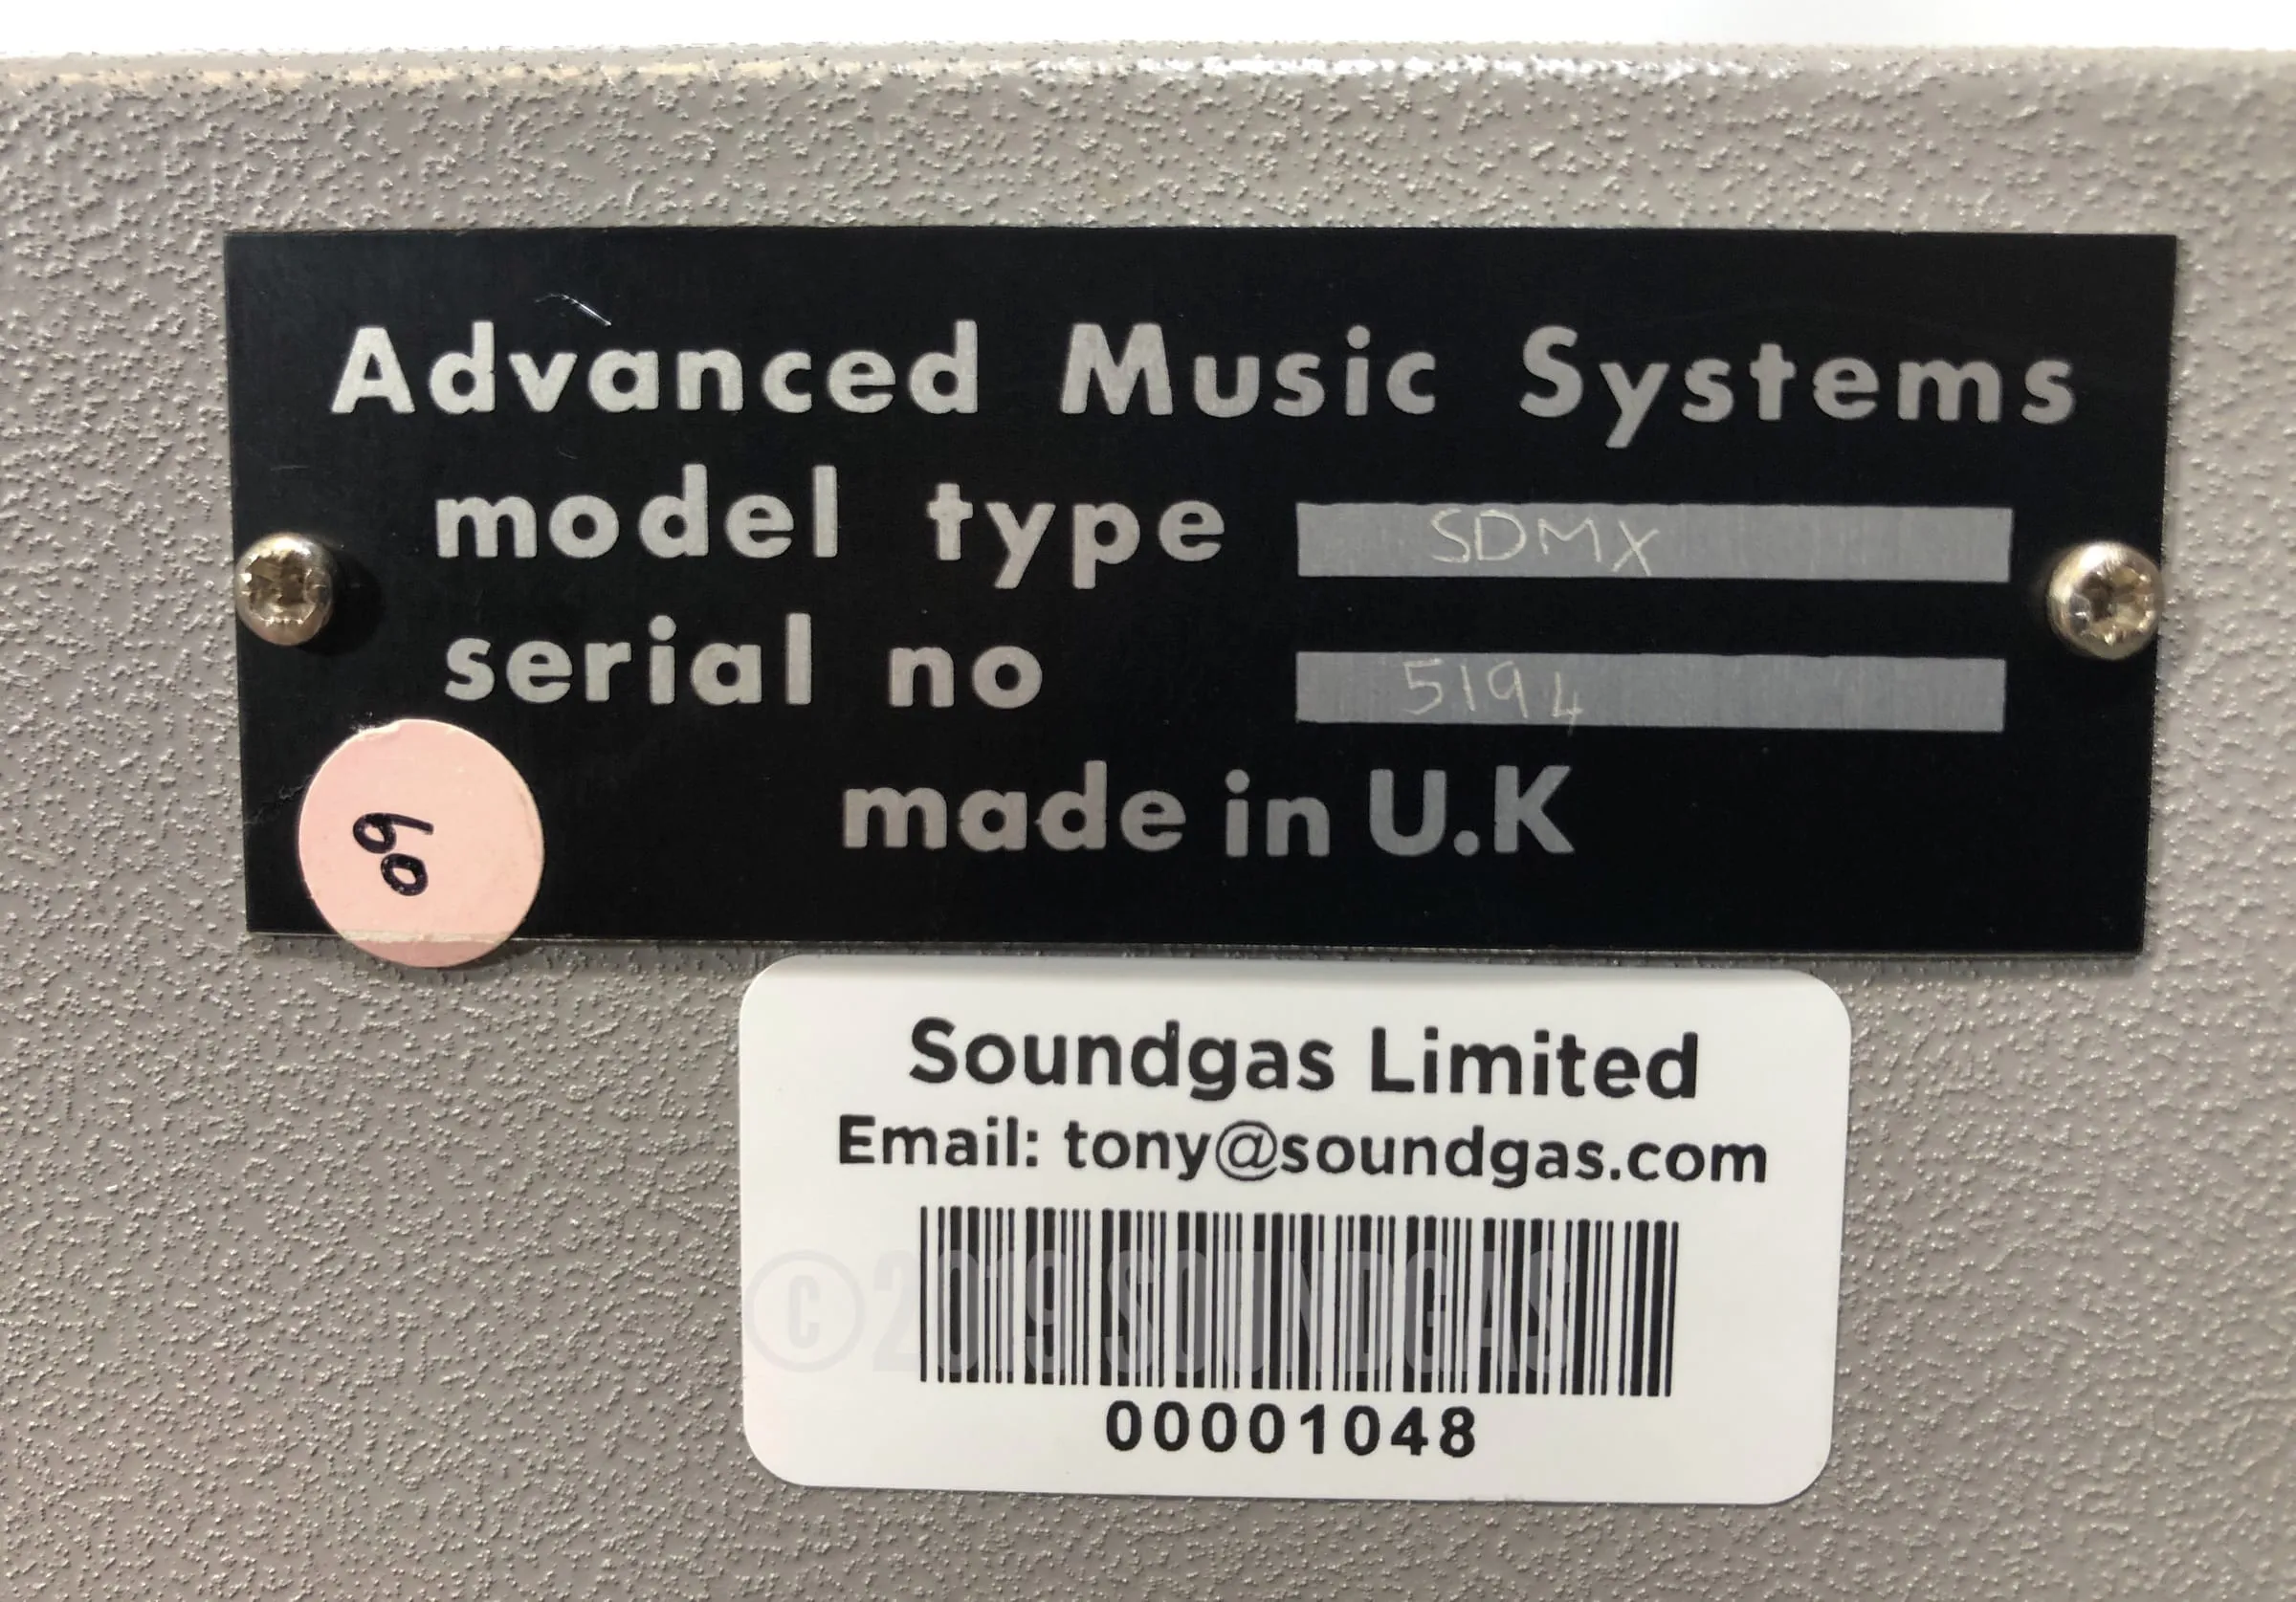 Advanced Music Systems
model type SDMX
serial no 5194
made in U.K
60
Soundgas Limited
Email: tony@soundgas.com
©2019 SOUNDGAS
00001048